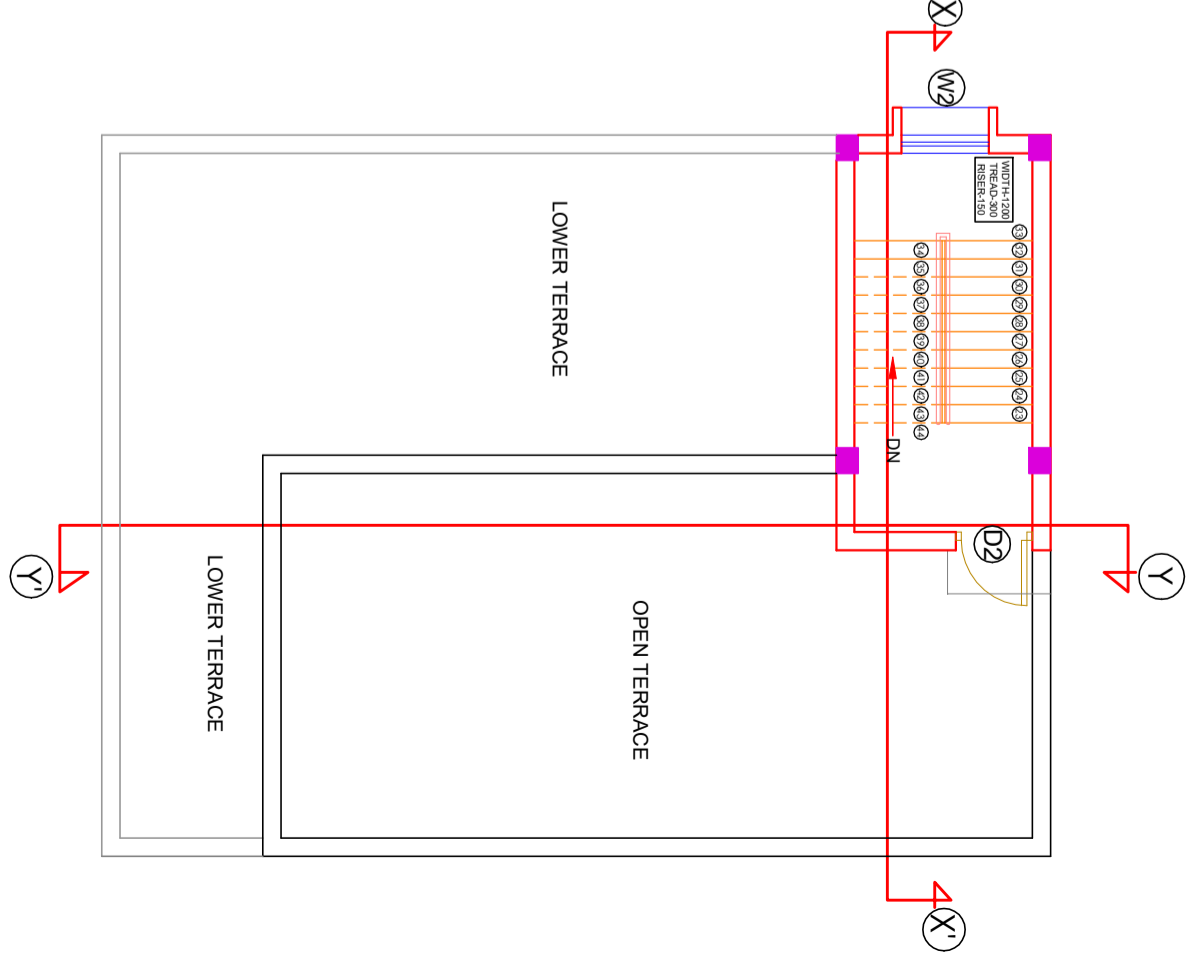 X
W2
WIDTH-1200
TREAD-300
RISER-150
33
32
31
30
29
28
27
26
25
24
23
34
35
36
37
38
39
40
41
42
43
44
DN
LOWER TERRACE
D2
Y
Y'
LOWER TERRACE
OPEN TERRACE
X'